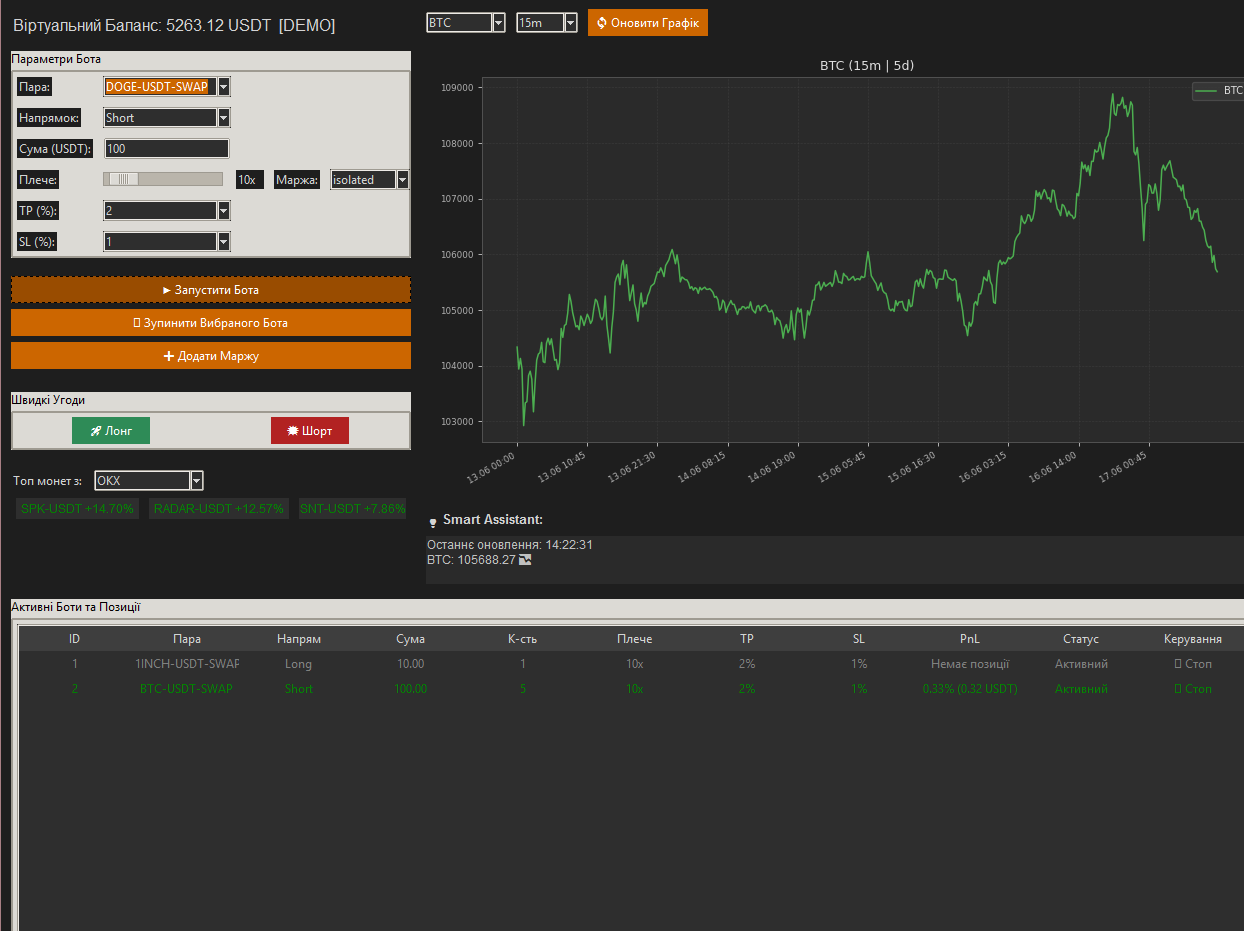 Віртуальний Баланс: 5263.12 USDT [DEMO]
BTC 15m Оновити Графік
Параметри Бота
Пара: DOGE-USDT-SWAP
Напрямок: Short
Сума (USDT): 100
Плече: 10x Маржа: isolated
TP (%): 2
SL (%): 1
► Запустити Бота
Зупинити Вибраного Бота
+ Додати Маржу
Швидкі Угоди
Лонг Шорт
Топ монет з: OKX
SPK-USDT +14.70% RADAR-USDT +12.57% SNT-USDT +7.86%
BTC (15m | 5d)
BTC
109000
108000
107000
106000
105000
104000
103000
13.06 00:00 13.06 10:45 13.06 21:30 14.06 08:15 14.06 19:00 15.06 05:45 15.06 16:30 16.06 03:15 16.06 14:00 17.06 00:45
Smart Assistant:
Останнє оновлення: 14:22:31
BTC: 105688.27
Активні Боти та Позиції
ID Пара Напрям Сума К-сть Плече TP SL PnL Статус Керування
1 1INCH-USDT-SWAP Long 10.00 1 10x 2% 1% Немає позиції Активний Стоп
2 BTC-USDT-SWAP Short 100.00 5 10x 2% 1% 0.33% (0.32 USDT) Активний Стоп